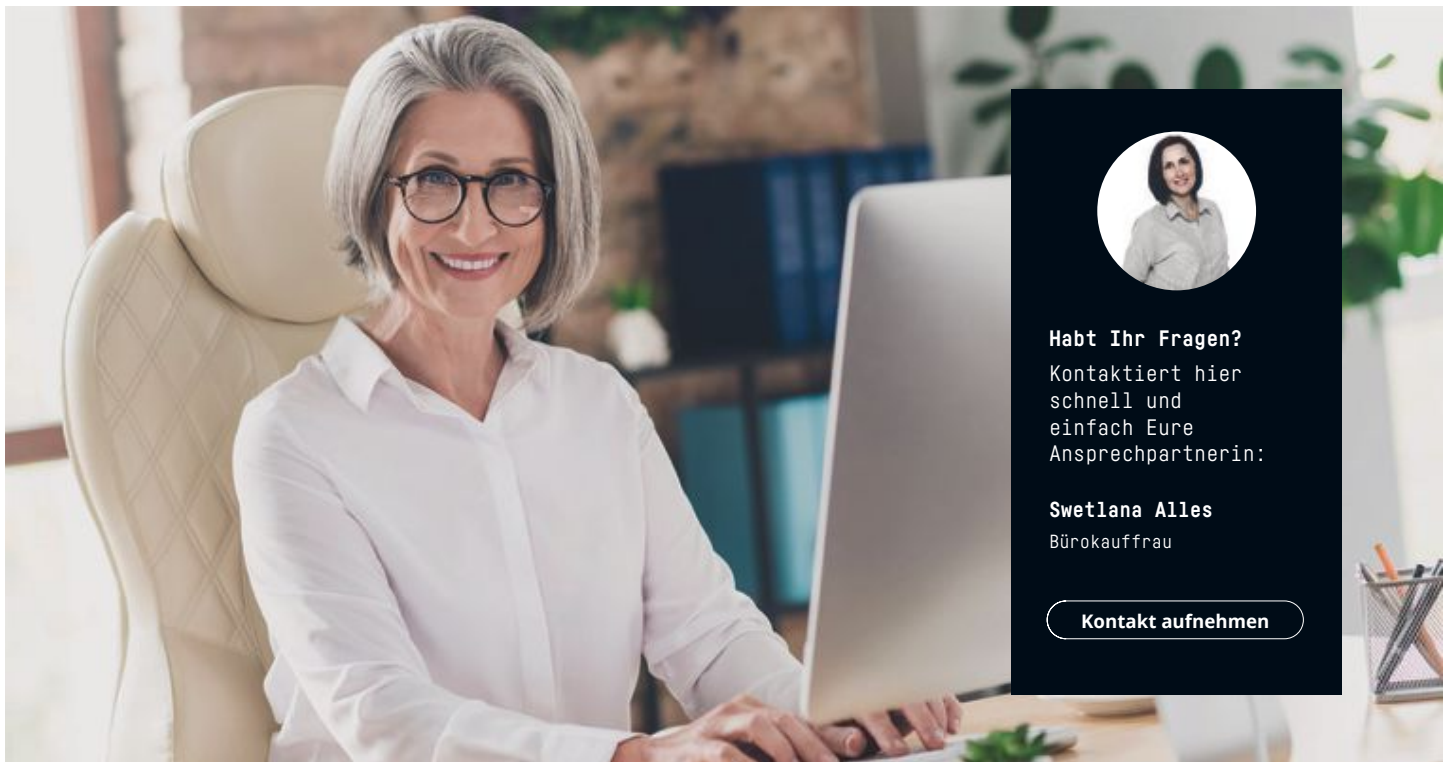 Habt Ihr Fragen?
Kontaktiert hier
schnell und
einfach Eure
Ansprechpartnerin:
Swetlana Alles
Bürokauffrau
Kontakt aufnehmen